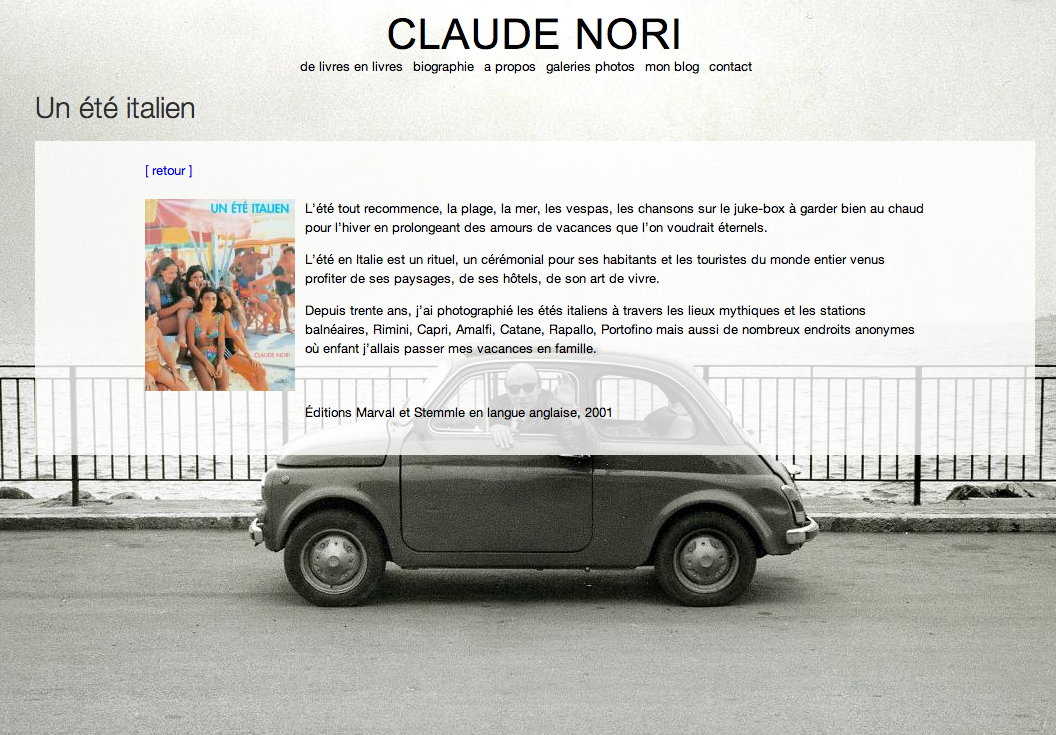 CLAUDE NORI
de livres en livres biographie a propos galeries photos mon blog contact
Un été italien
[ retour ]
UN ÉTÉ ITALIEN
CLAUDE NORI
L'été tout recommence, la plage, la mer, les vespas, les chansons sur le juke-box à garder bien au chaud
pour l'hiver en prolongeant des amours de vacances que l'on voudrait éternels.
L'été en Italie est un rituel, un cérémonial pour ses habitants et les touristes du monde entier venus
profiter de ses paysages, de ses hôtels, de son art de vivre.
Depuis trente ans, j'ai photographié les étés italiens à travers les lieux mythiques et les stations
balnéaires, Rimini, Capri, Amalfi, Catane, Rapallo, Portofino mais aussi de nombreux endroits anonymes
où enfant j'allais passer mes vacances en famille.
Éditions Marval et Stemmle en langue anglaise, 2001